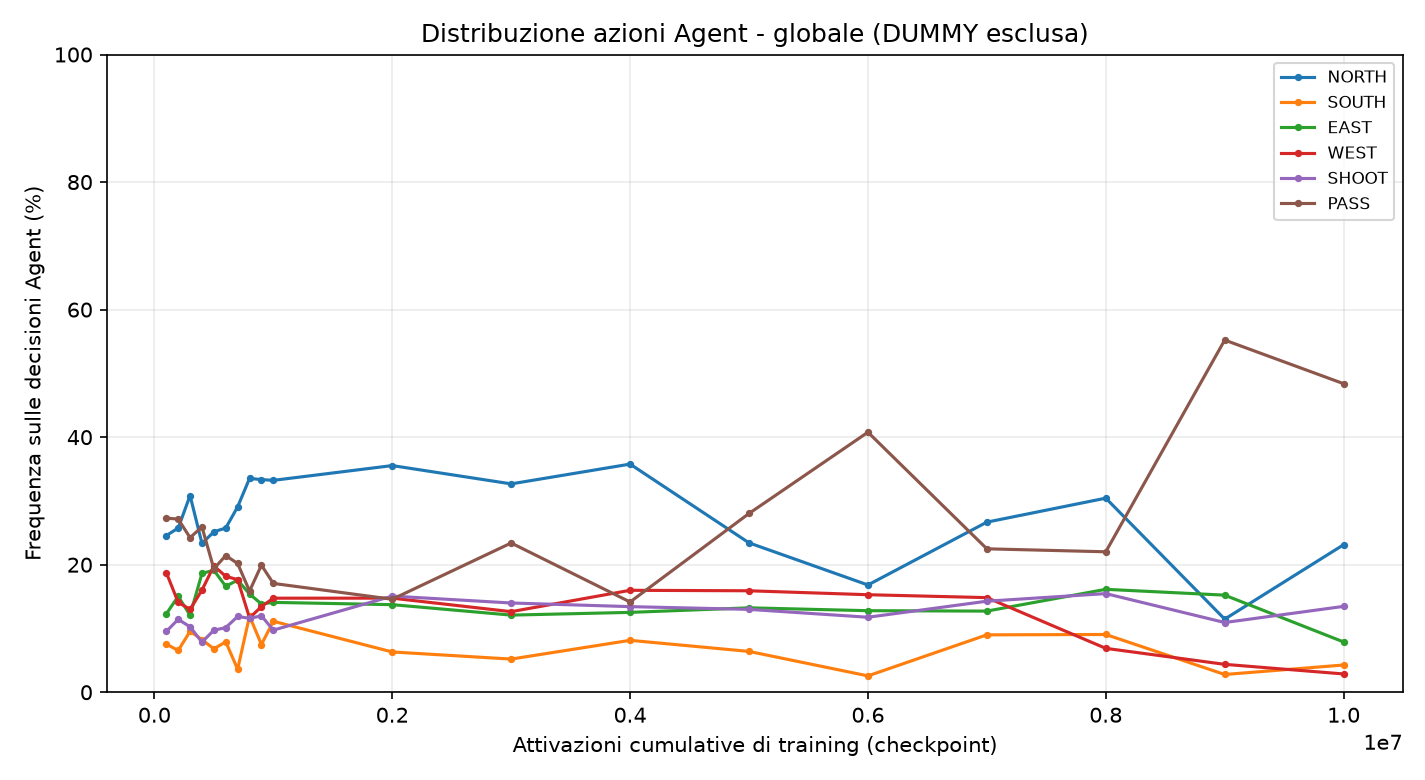 Distribuzione azioni Agent - globale (DUMMY esclusa)
Frequenza sulle decisioni Agent (%)
100
80
60
40
20
0
NORTH
SOUTH
EAST
WEST
SHOOT
PASS
0.0 0.2 0.4 0.6 0.8 1.0
1e7
Attivazioni cumulative di training (checkpoint)